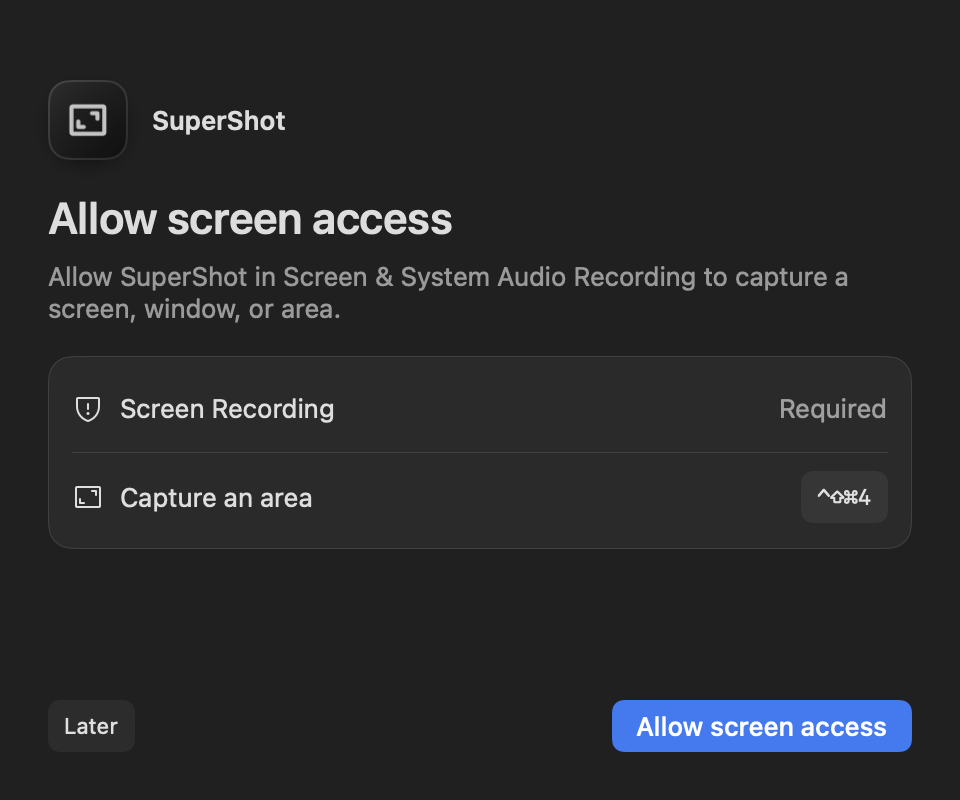 SuperShot
Allow screen access
Allow SuperShot in Screen & System Audio Recording to capture a
screen, window, or area.
Screen Recording
Required
Capture an area
^⇧⌘4
Later
Allow screen access